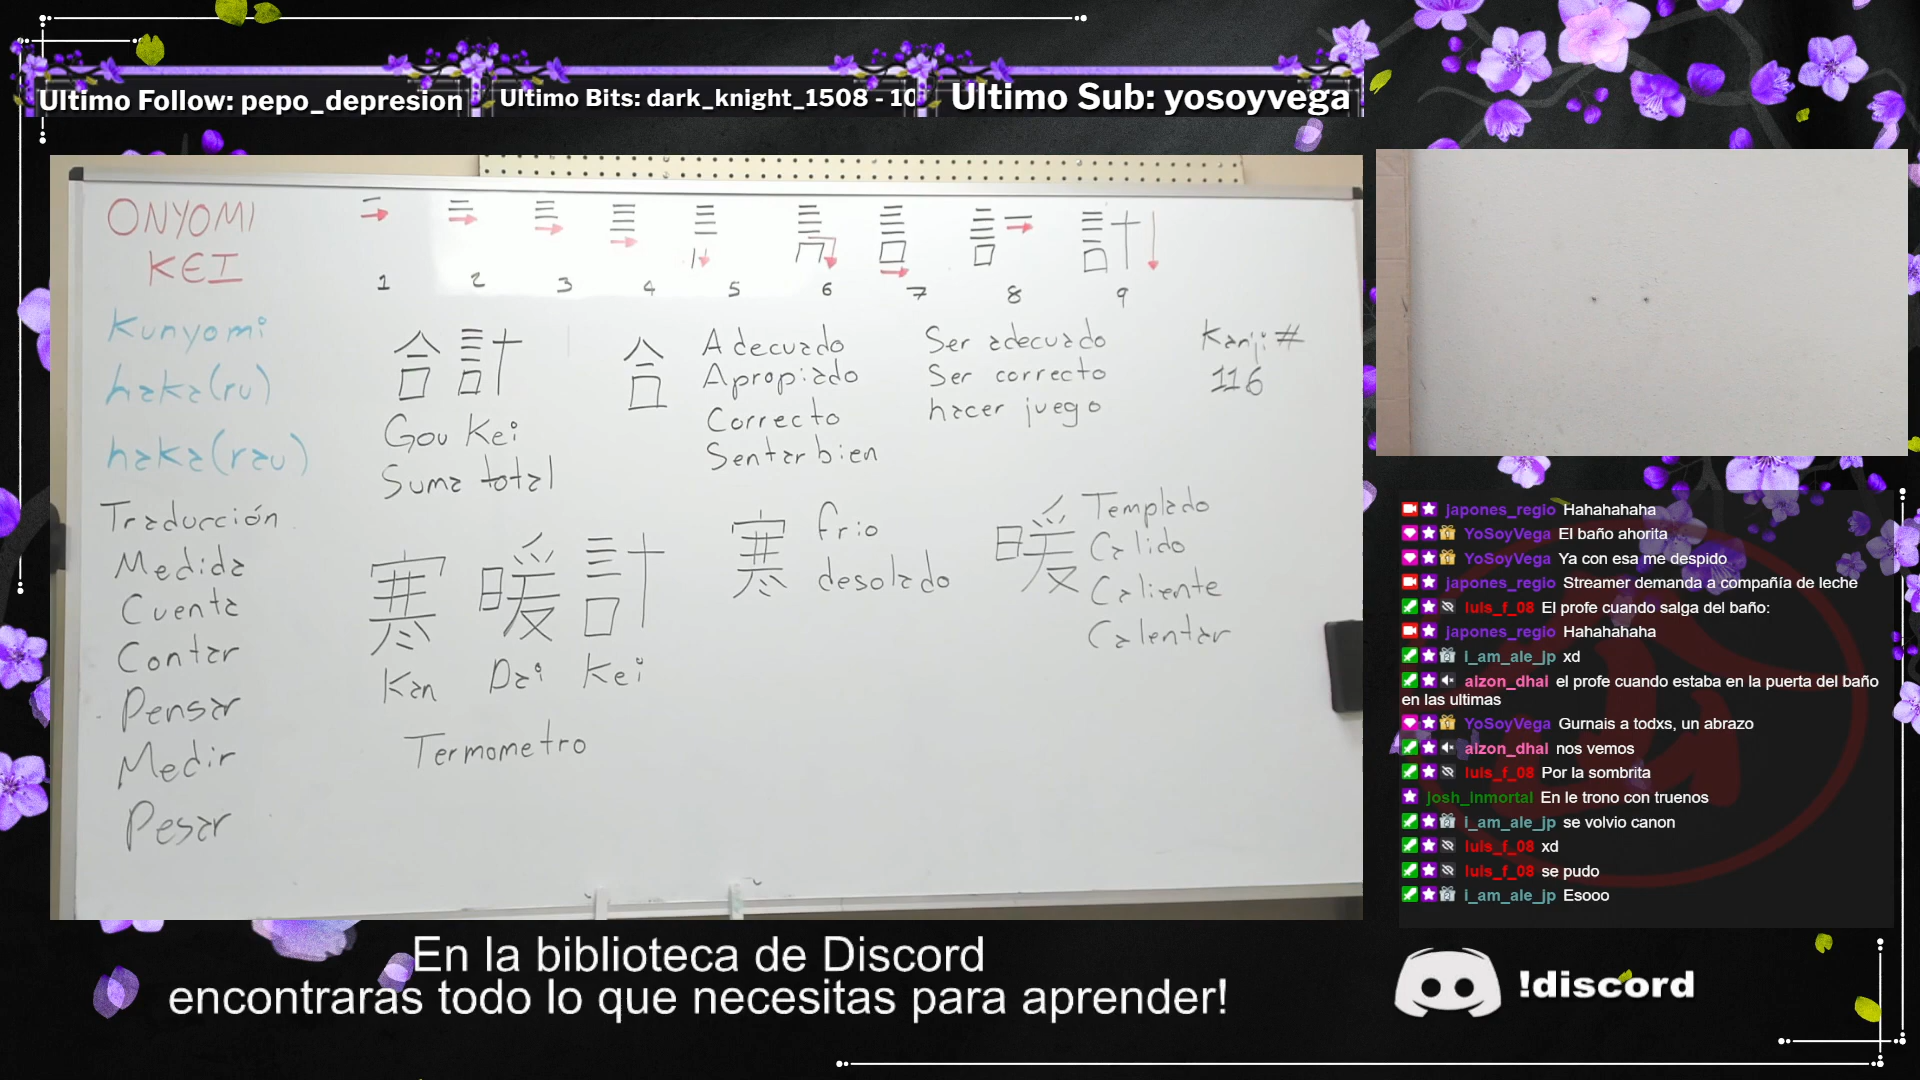 Ultimo Follow: pepo_depresion
Ultimo Bits: dark_knight_1508 - 10
Ultimo Sub: yosoyvega
ONYOMI
KEI
Kunyomi
haka(ru)
haka(rau)
Traducción
Medida
Cuenta
Contar
Pensar
Medir
Pesar
計
1 2 3 4 5 6 7 8 9
合計
Gou Kei
Suma total
合
Adecuado
Apropiado
Correcto
Sentar bien
Ser adecuado
Ser correcto
hacer juego
Kanji #
116
寒暖計
Kan Dai Kei
Termometro
寒
frio
desolado
暖
Templado
Calido
Caliente
Calentar
japones_regio Hahahahaha
YoSoyVega El baño ahorita
YoSoyVega Ya con esa me despido
japones_regio Streamer demanda a compañía de leche
luis_f_08 El profe cuando salga del baño:
japones_regio Hahahahaha
i_am_ale_jp xd
aizon_dhai el profe cuando estaba en la puerta del baño
en las ultimas
YoSoyVega Gurnais a todxs, un abrazo
aizon_dhai nos vemos
luis_f_08 Por la sombrita
josh_inmortal En le trono con truenos
i_am_ale_jp se volvio canon
luis_f_08 xd
luis_f_08 se pudo
i_am_ale_jp Esooo
En la biblioteca de Discord
encontraras todo lo que necesitas para aprender!
!discord